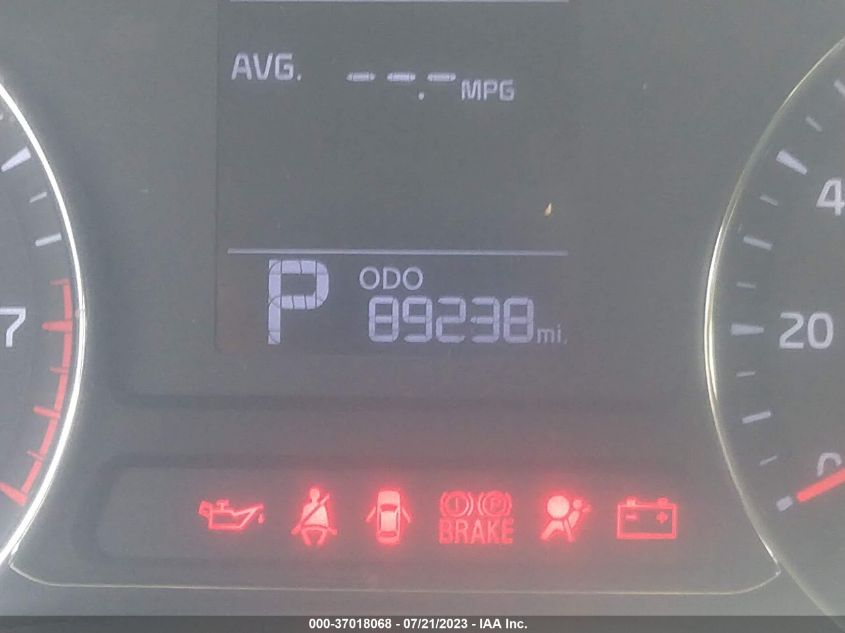 AVG. --.- MPG
P
ODO
89238 mi.
7
4
20
0
BRAKE
000-37018068 - 07/21/2023 - IAA Inc.